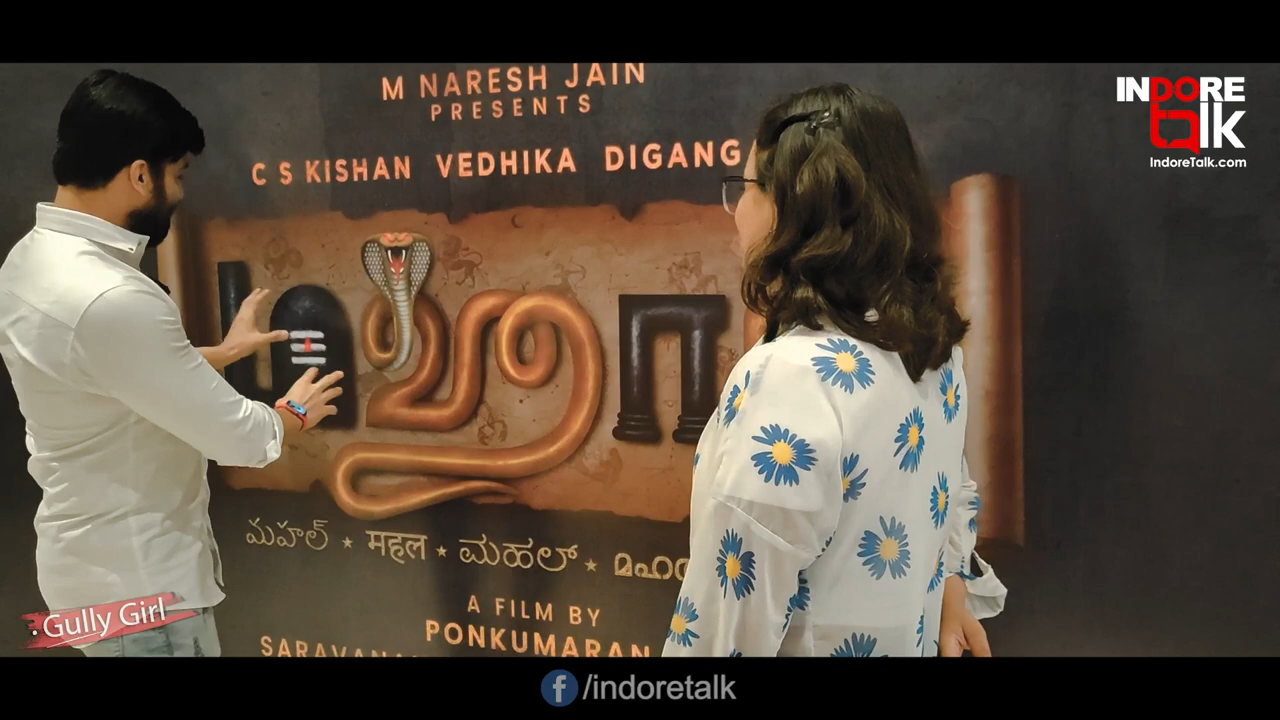 M NARESH JAIN
PRESENTS
C S KISHAN VEDHIKA DIGANG
INDORE
talk
IndoreTalk.com
மஹா
మహల్ ★ महल ★ ಮಹಲ್ ★
A FILM BY
PONKUMARAN
Gully Girl
/indoretalk